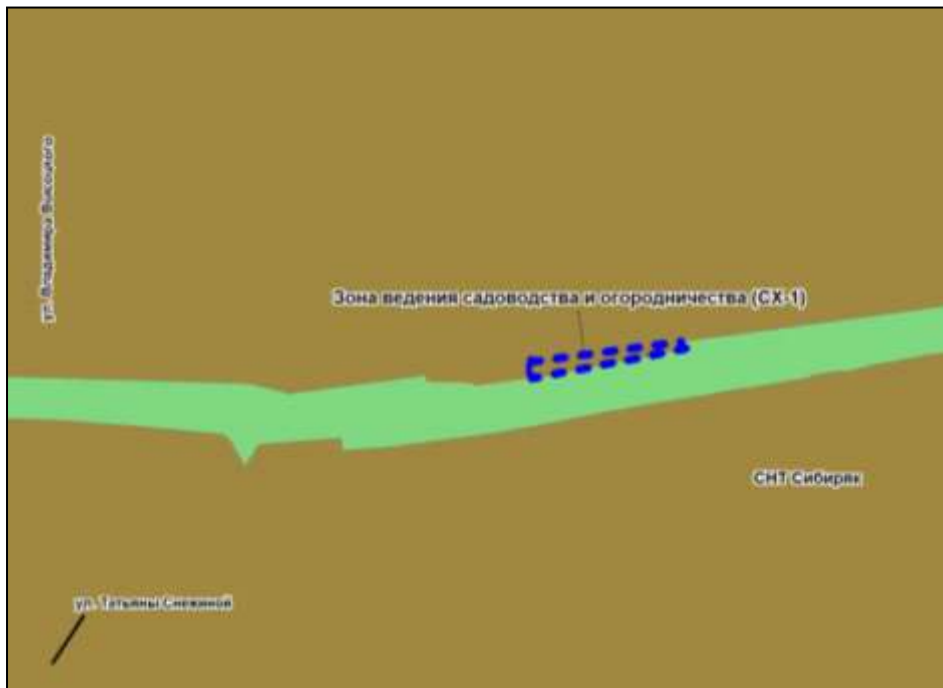 ул. Владимира Высоцкого
Зона ведения садоводства и огородничества (СХ-1)
СНТ Сибиряк
ул. Татьяны Снежиной